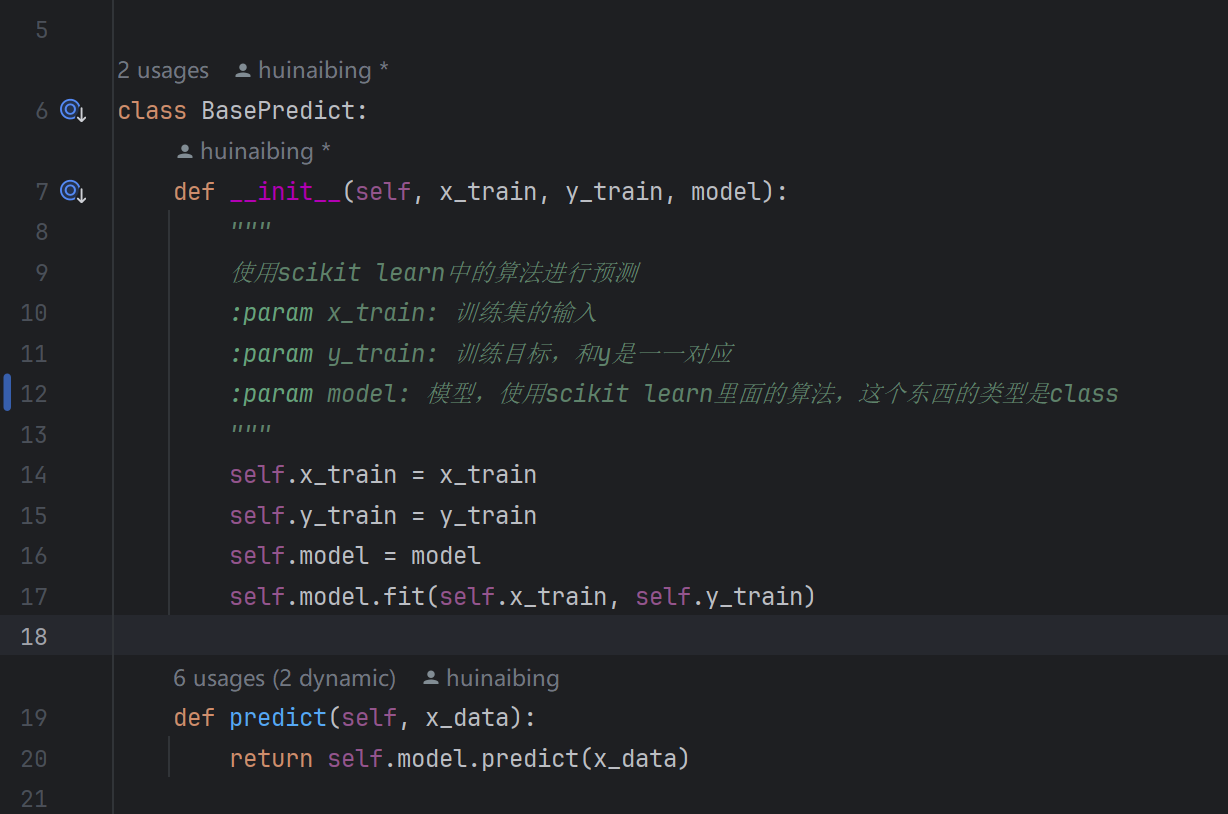 5
2 usages huinaibing *
6 class BasePredict:
huinaibing *
7 def __init__(self, x_train, y_train, model):
8 """
9 使用scikit learn中的算法进行预测
10 :param x_train: 训练集的输入
11 :param y_train: 训练目标，和y是一一对应
12 :param model: 模型，使用scikit learn里面的算法，这个东西的类型是class
13 """
14 self.x_train = x_train
15 self.y_train = y_train
16 self.model = model
17 self.model.fit(self.x_train, self.y_train)
18
6 usages (2 dynamic) huinaibing
19 def predict(self, x_data):
20 return self.model.predict(x_data)
21